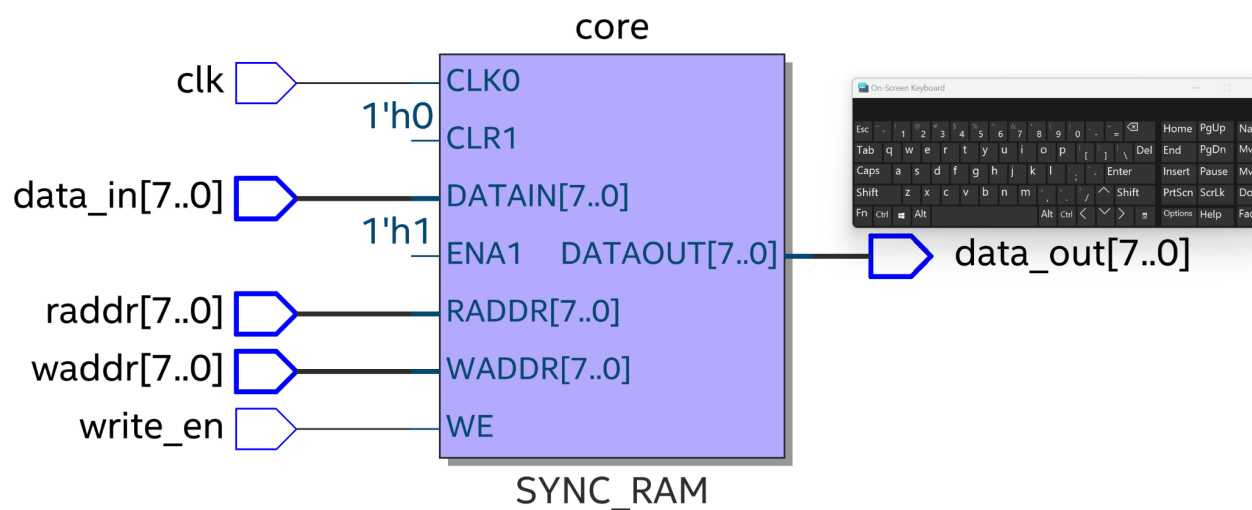 core
clk
CLK0
1'h0
CLR1
data_in[7..0]
DATAIN[7..0]
1'h1
ENA1
DATAOUT[7..0]
data_out[7..0]
raddr[7..0]
RADDR[7..0]
waddr[7..0]
WADDR[7..0]
write_en
WE
SYNC_RAM
On-Screen Keyboard
Esc 1 2 3 4 5 6 7 8 9 0 - = Home PgUp
Tab q w e r t y u i o p [ ] \ Del End PgDn
Caps a s d f g h j k l ; Enter Insert Pause
Shift z x c v b n m , . / Shift PrtScn ScrLk
Fn Ctrl Alt Alt Ctrl Options Help